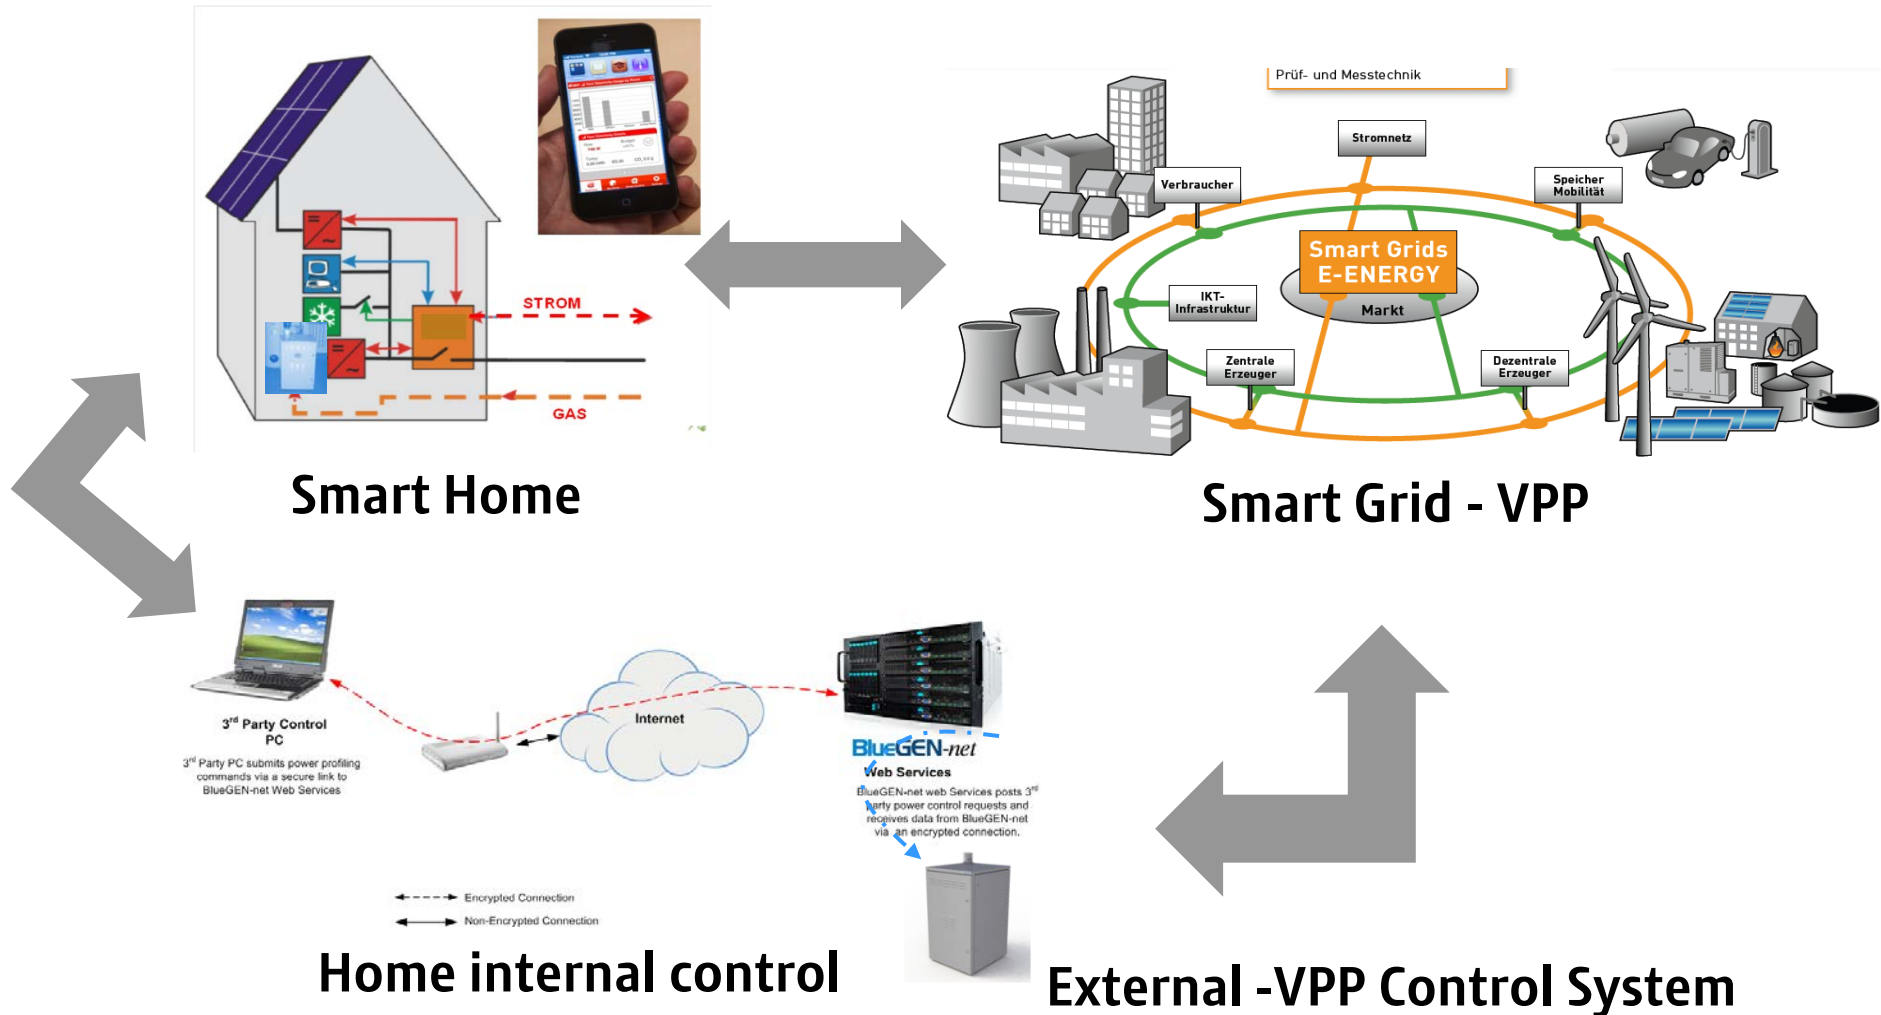 Prüf- und Messtechnik
Stromnetz
Verbraucher
Speicher
Mobilität
Smart Grids
E-ENERGY
IKT-
Infrastruktur
Markt
Zentrale
Erzeuger
Dezentrale
Erzeuger
STROM
GAS
Smart Home
Smart Grid - VPP
3rd Party Control
PC
3rd Party PC submits power profiling
commands via a secure link to
BlueGEN-net Web Services
Internet
BlueGEN-net
Web Services
BlueGEN-net web Services posts 3rd
party power control requests and
receives data from BlueGEN-net
via an encrypted connection.
Encrypted Connection
Non-Encrypted Connection
Home internal control
External -VPP Control System